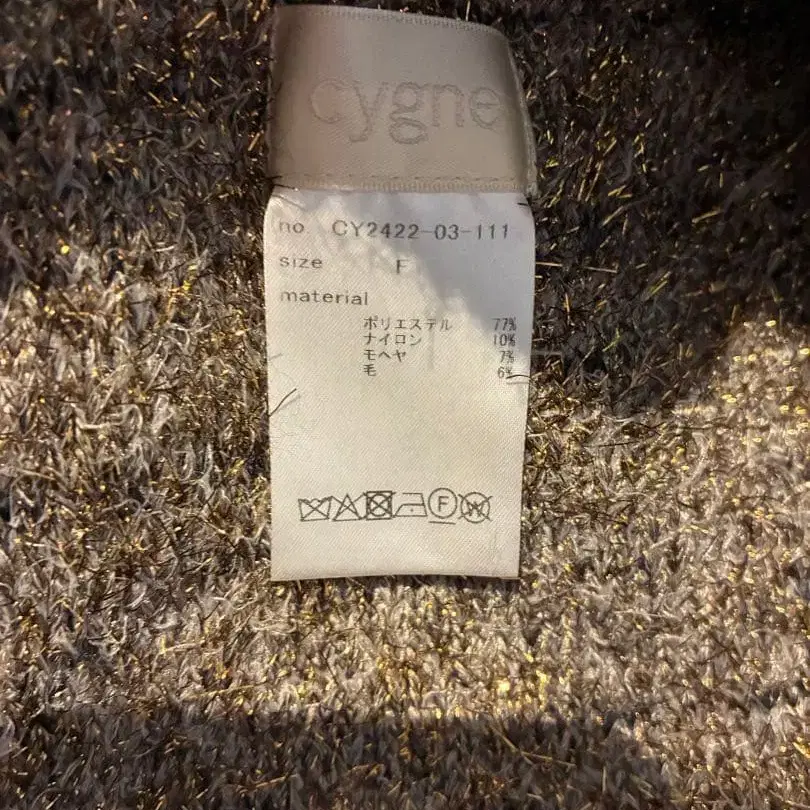 cygne
no. CY2422-03-111
size F
material
ポリエステル 77%
ナイロン 10%
モヘヤ 7%
毛 6%
F W